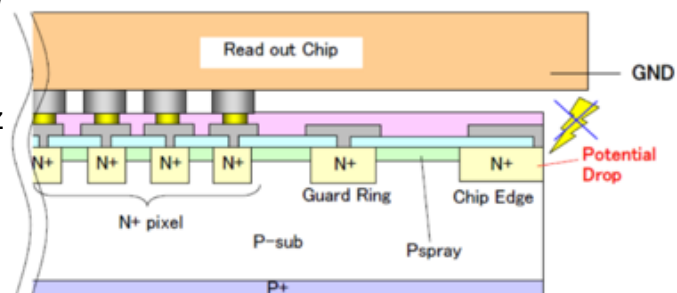 Read out Chip
GND
z
N+ N+ N+ N+ N+ N+
Potential
Drop
Guard Ring
Chip Edge
N+ pixel
P-sub
Pspray
P+